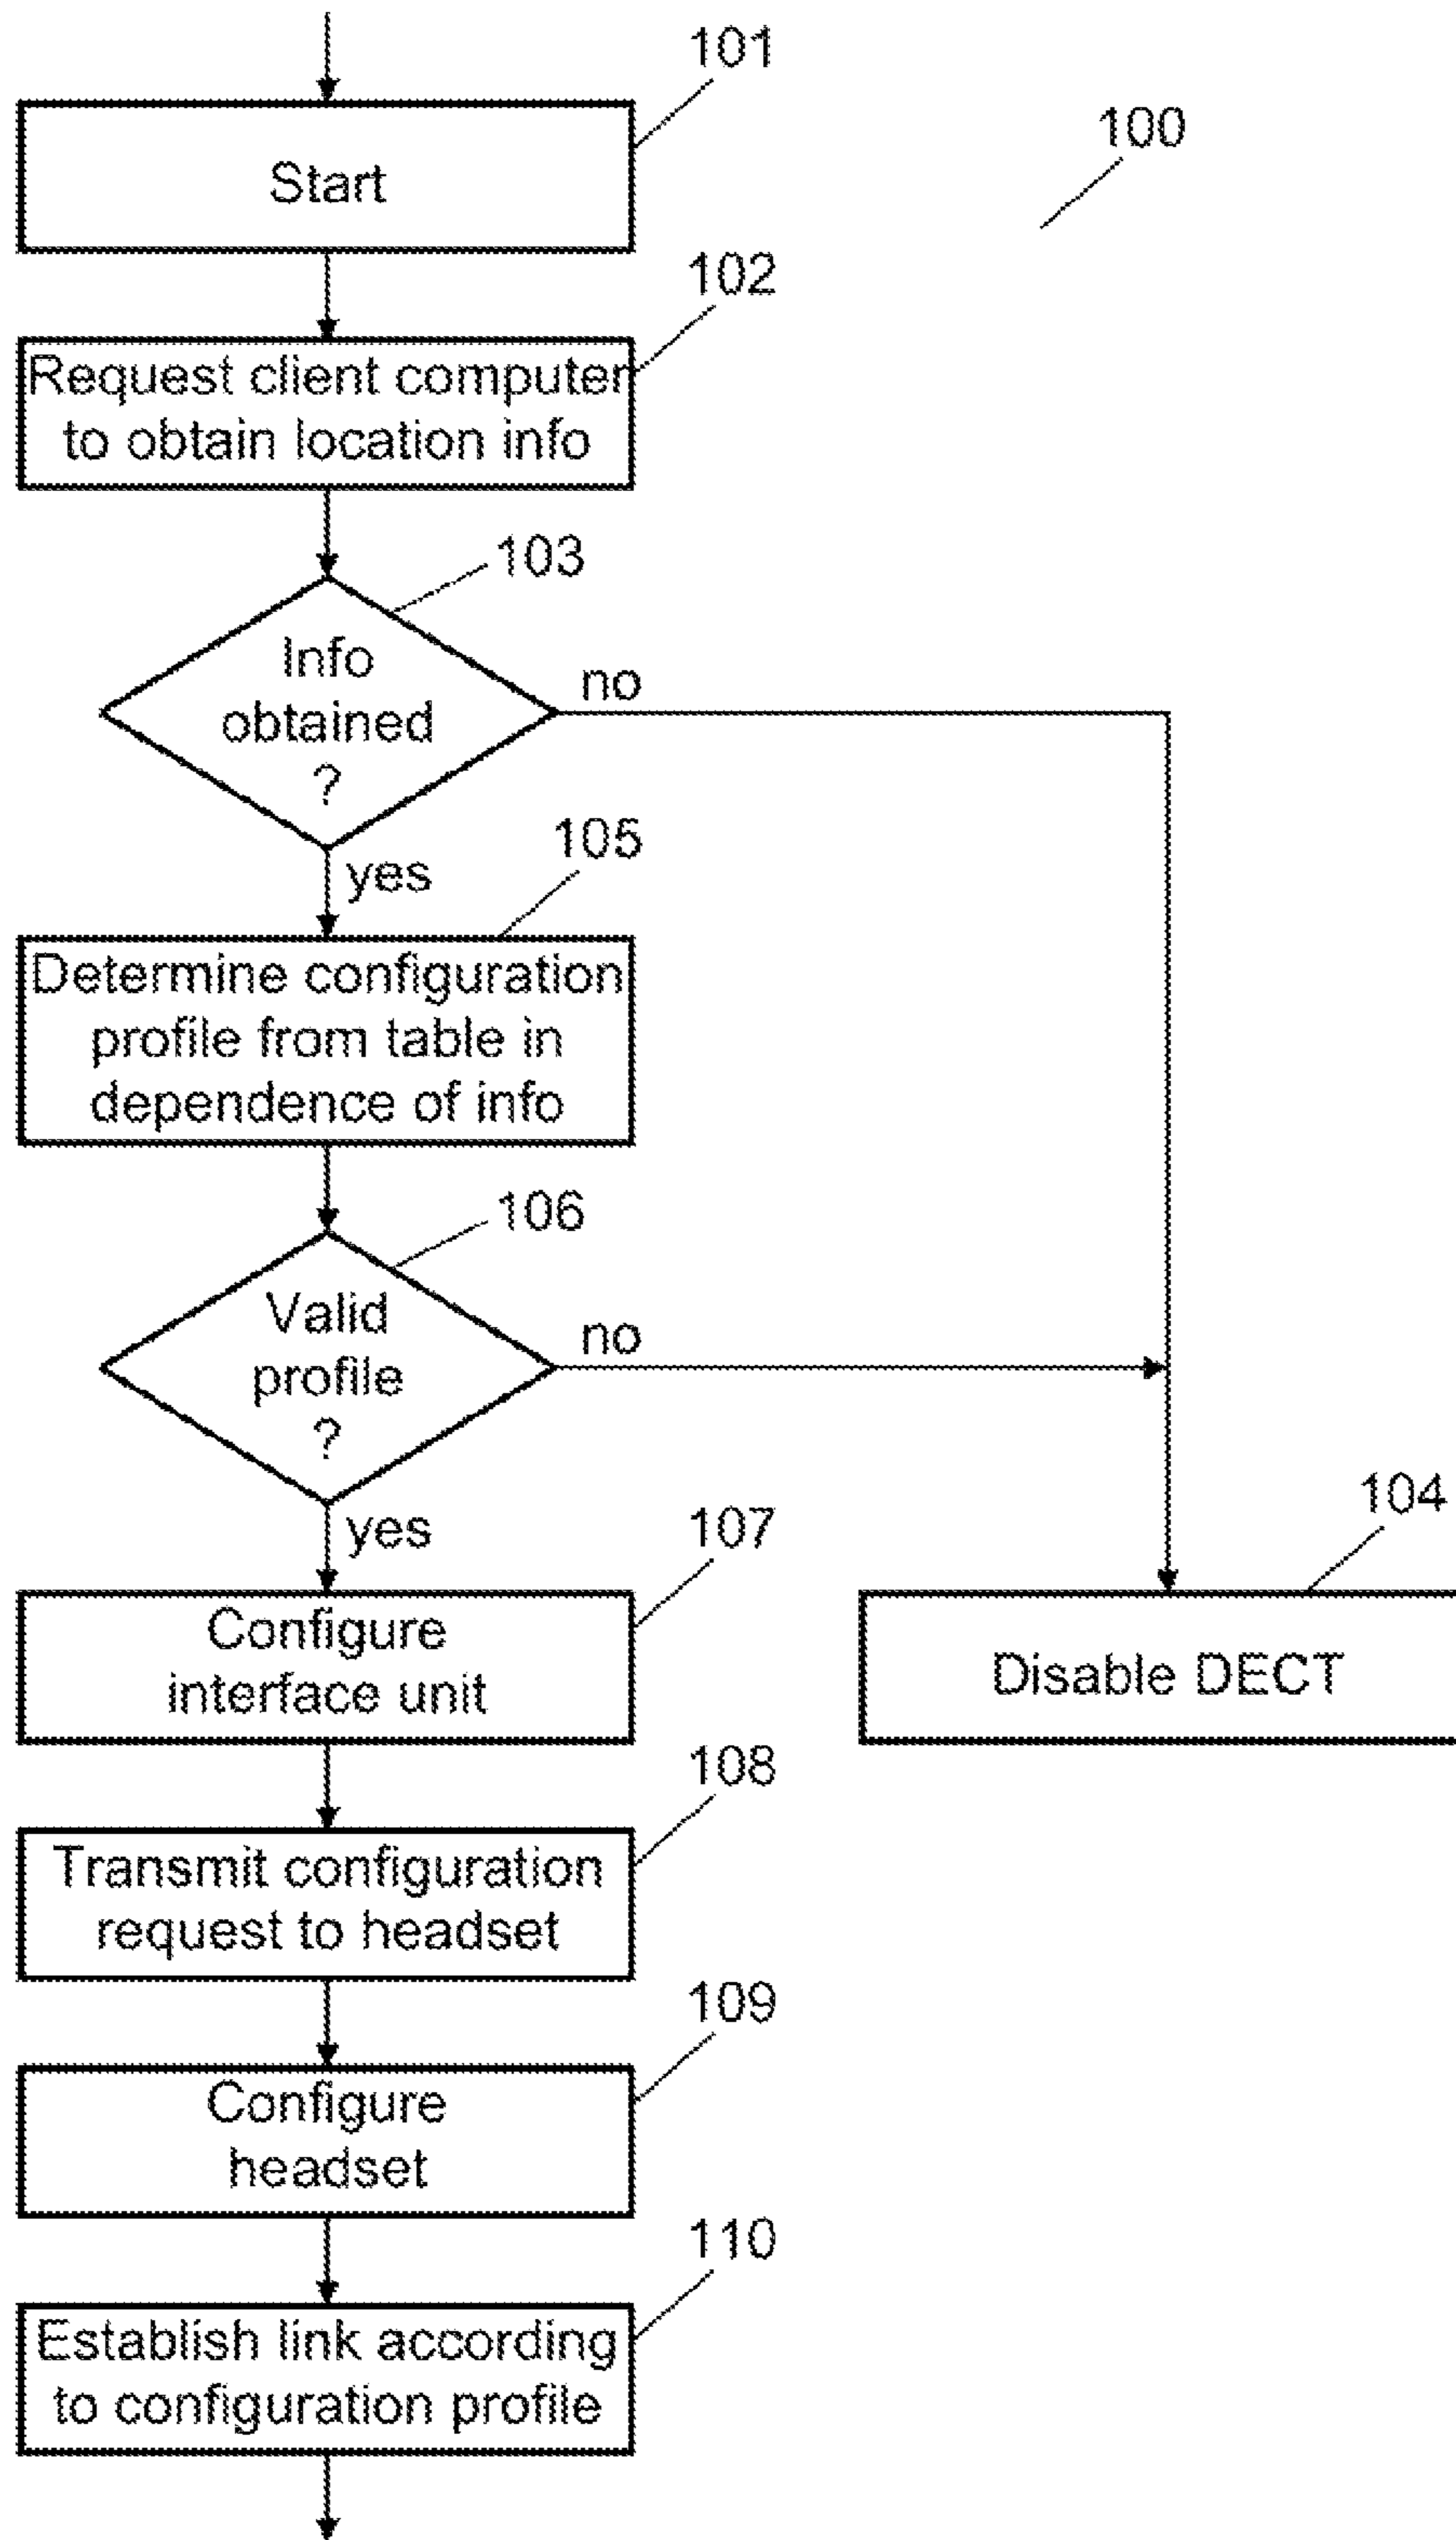 101
100
Start
102
Request client computer
to obtain location info
103
Info
obtained
?
no
yes
105
Determine configuration
profile from table in
dependence of info
106
Valid
profile
?
no
yes
107
104
Configure
interface unit
Disable DECT
108
Transmit configuration
request to headset
109
Configure
headset
110
Establish link according
to configuration profile